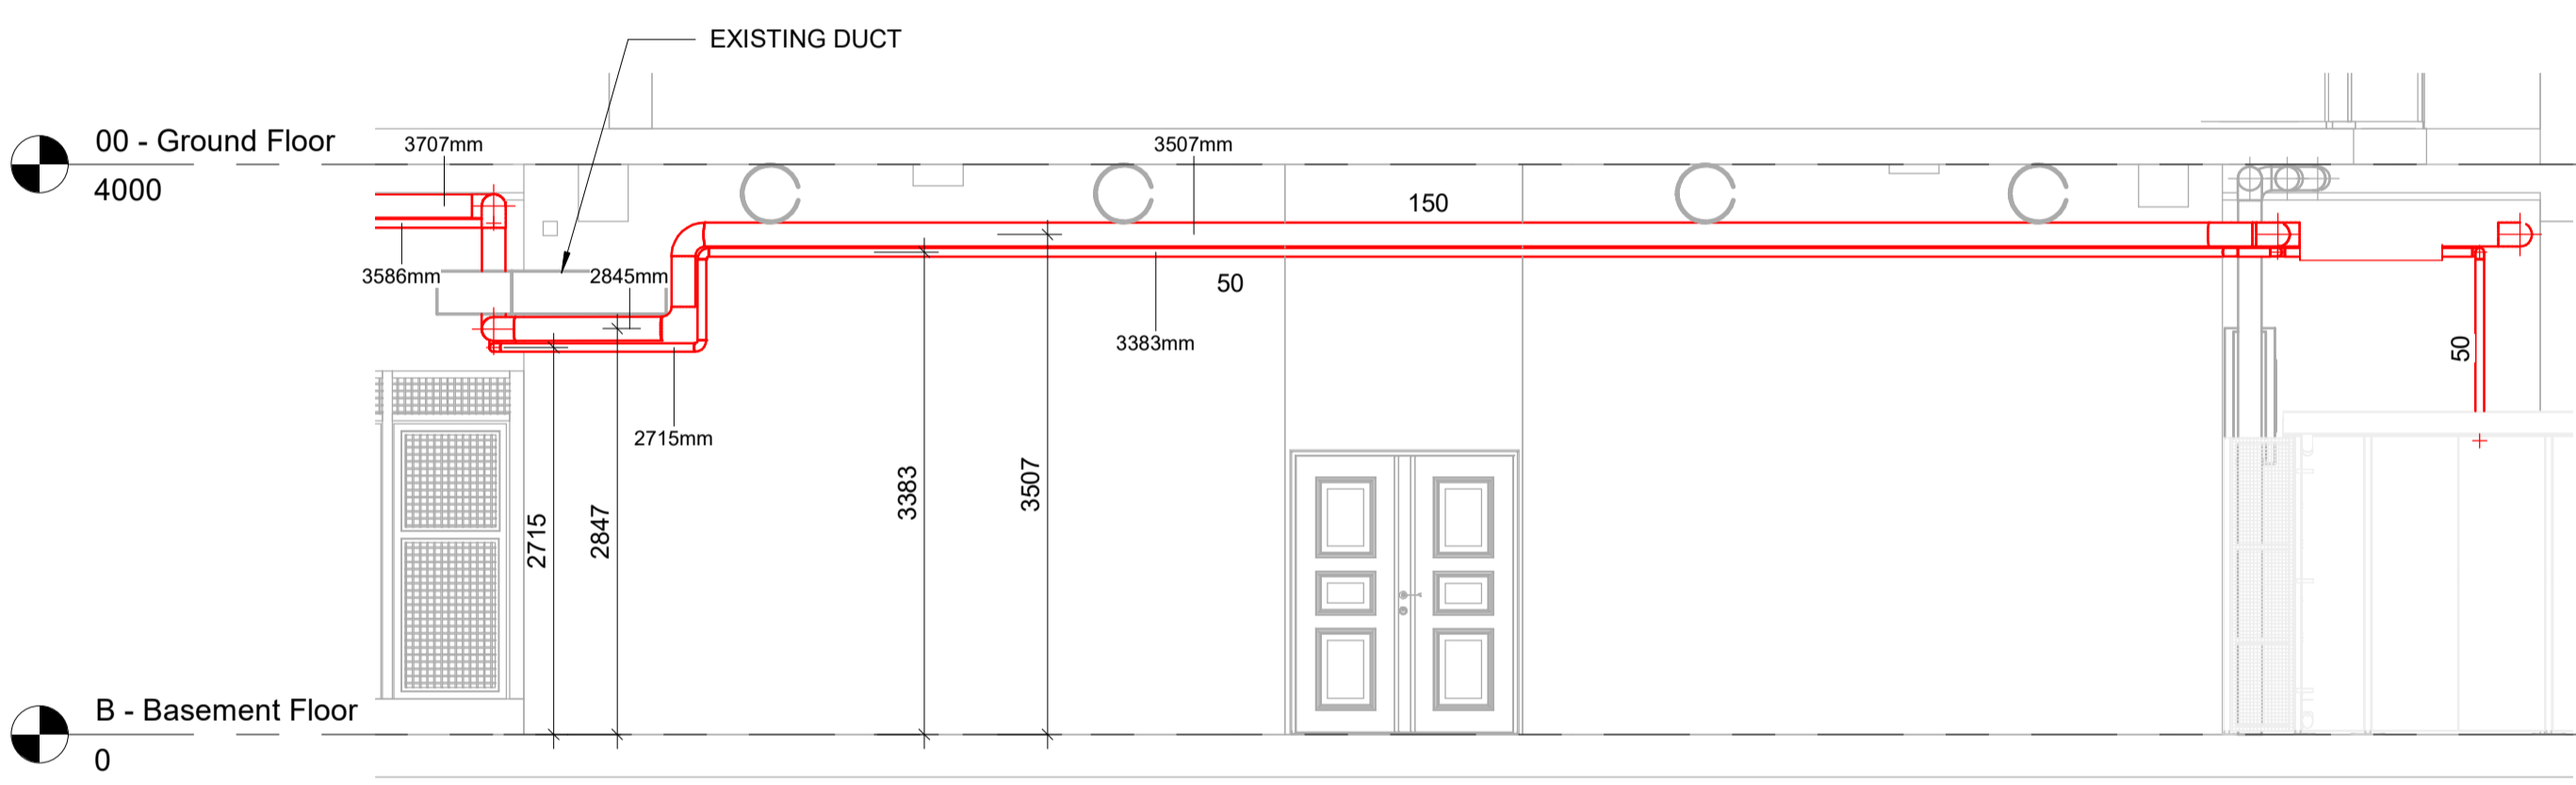 EXISTING DUCT
00 - Ground Floor
4000
3707mm
3507mm
150
3586mm
2845mm
50
3383mm
50
2715mm
2715
2847
3383
3507
B - Basement Floor
0